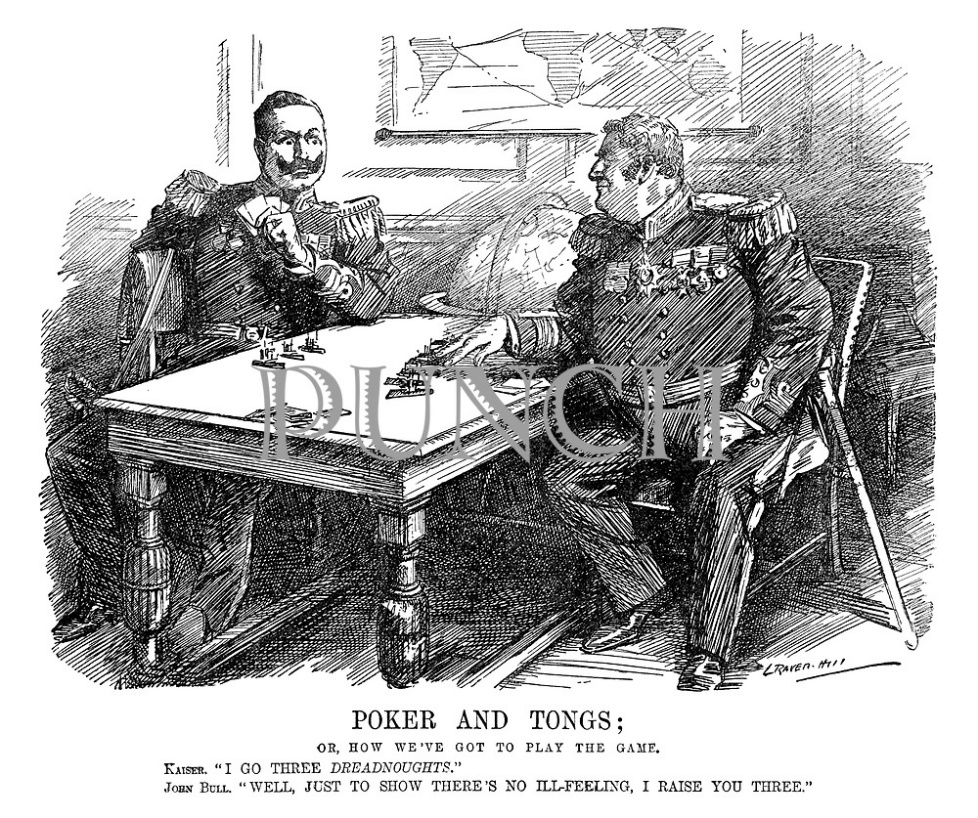 PUNCH
L. RAVEN-HILL
POKER AND TONGS;
OR, HOW WE'VE GOT TO PLAY THE GAME.
KAISER. "I GO THREE DREADNOUGHTS."
JOHN BULL. "WELL, JUST TO SHOW THERE'S NO ILL-FEELING, I RAISE YOU THREE."